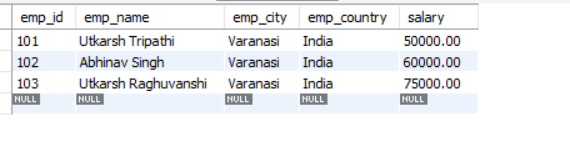 emp_id emp_name emp_city emp_country salary
101 Utkarsh Tripathi Varanasi India 50000.00
102 Abhinav Singh Varanasi India 60000.00
103 Utkarsh Raghuvanshi Varanasi India 75000.00
NULL NULL NULL NULL NULL